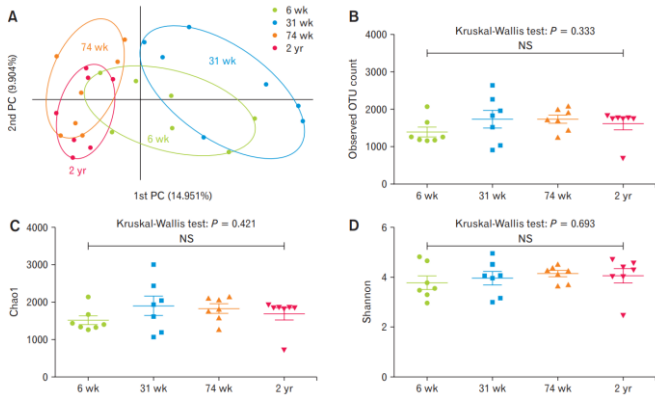 A
6 wk
31 wk
74 wk
2 yr
2nd PC (9.904%)
74 wk
31 wk
6 wk
2 yr
1st PC (14.951%)
B
Kruskal-Wallis test: P = 0.333
NS
Observed OTU count
4000
3000
2000
1000
0
6 wk
31 wk
74 wk
2 yr
C
Kruskal-Wallis test: P = 0.421
NS
Chao1
4000
3000
2000
1000
0
6 wk
31 wk
74 wk
2 yr
D
Kruskal-Wallis test: P = 0.693
NS
Shannon
6
4
2
0
6 wk
31 wk
74 wk
2 yr